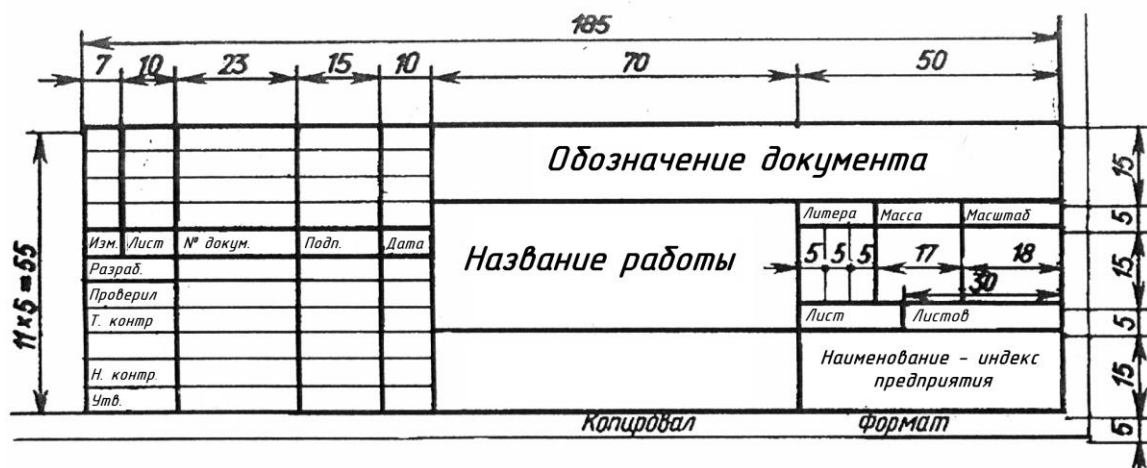 185
7 10 23 15 10 70 50
Обозначение документа
15
Литера Масса Масштаб
5
Изм. Лист № докум. Подп. Дата
Название работы
5 5 5 17 18
15
Разраб.
30
Проверил
Т. контр
Лист Листов
5
11×5=55
Наименование - индекс
предприятия
15
Н. контр.
Утв.
Копировал формат
5